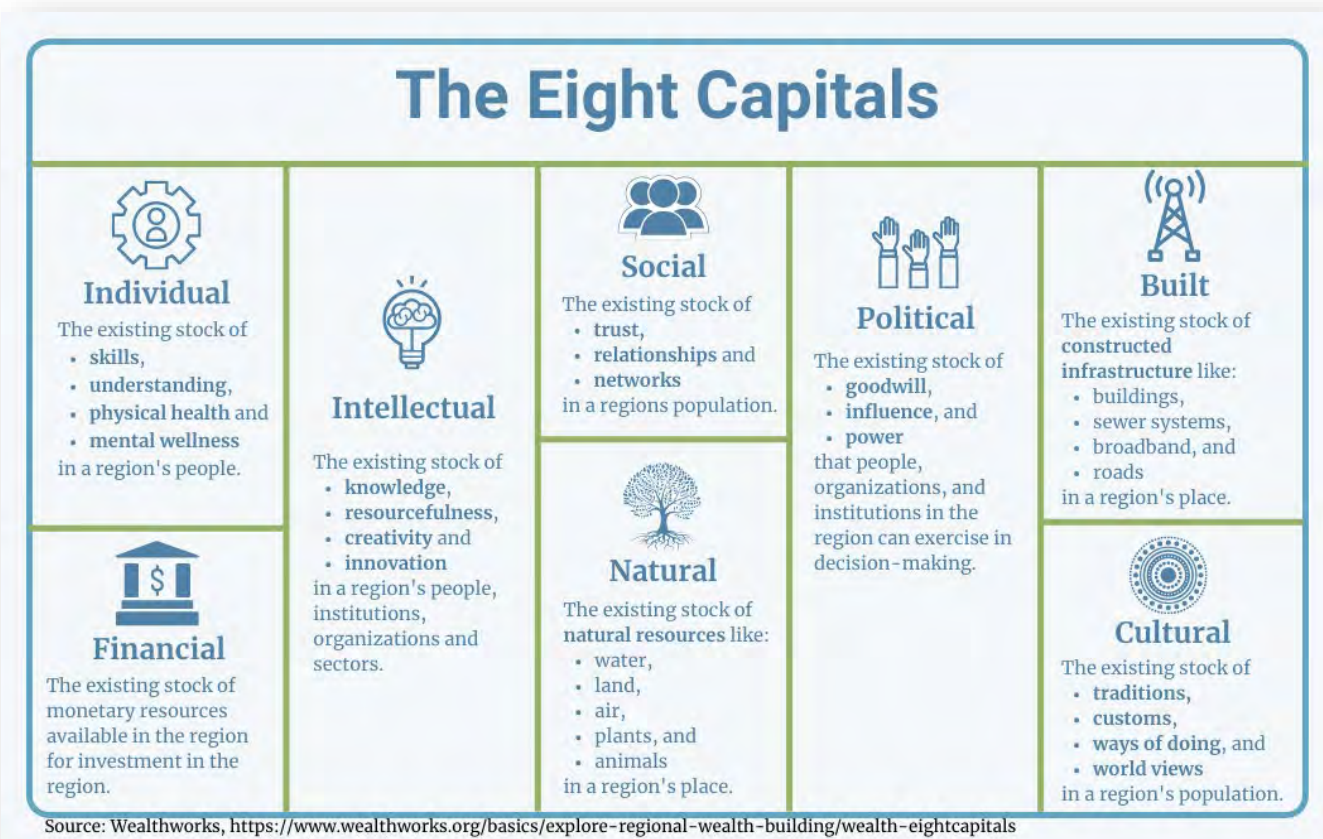 The Eight Capitals
Individual
The existing stock of
• skills,
• understanding,
• physical health and
• mental wellness
in a region's people.
Financial
The existing stock of
monetary resources
available in the region
for investment in the
region.
Intellectual
The existing stock of
• knowledge,
• resourcefulness,
• creativity and
• innovation
in a region's people,
institutions,
organizations and
sectors.
Social
The existing stock of
• trust,
• relationships and
• networks
in a regions population.
Natural
The existing stock of
natural resources like:
• water,
• land,
• air,
• plants, and
• animals
in a region's place.
Political
The existing stock of
• goodwill,
• influence, and
• power
that people,
organizations, and
institutions in the
region can exercise in
decision-making.
Built
The existing stock of
constructed
infrastructure like:
• buildings,
• sewer systems,
• broadband, and
• roads
in a region's place.
Cultural
The existing stock of
• traditions,
• customs,
• ways of doing, and
• world views
in a region's population.
Source: Wealthworks, https://www.wealthworks.org/basics/explore-regional-wealth-building/wealth-eightcapitals